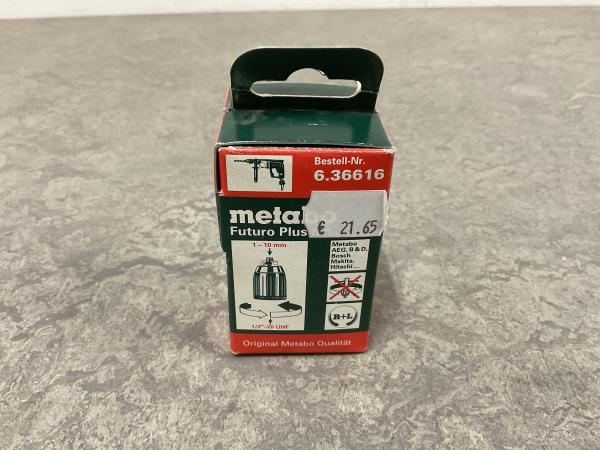 Bestell-Nr.
6.36616
metabo
€ 21.65
Futuro Plus
1 – 10 mm
Metabo
AEG, B & D,
Bosch
Makita,
Hitachi...
R+L
1/2"-20 UNF
Original Metabo Qualität